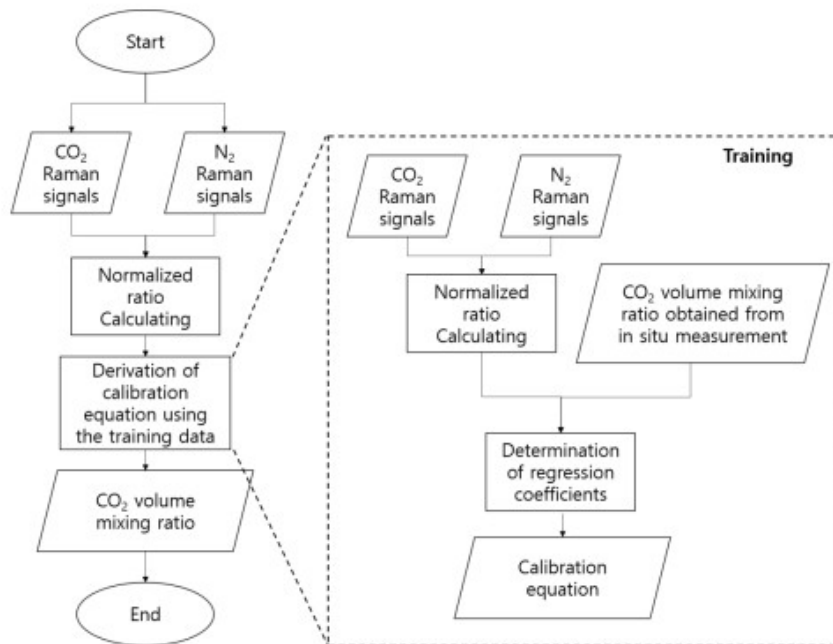 Start
CO₂
Raman
signals
N₂
Raman
signals
Normalized
ratio
Calculating
Derivation of
calibration
equation using
the training data
CO₂ volume
mixing ratio
End
Training
CO₂
Raman
signals
N₂
Raman
signals
Normalized
ratio
Calculating
CO₂ volume mixing
ratio obtained from
in situ measurement
Determination
of regression
coefficients
Calibration
equation